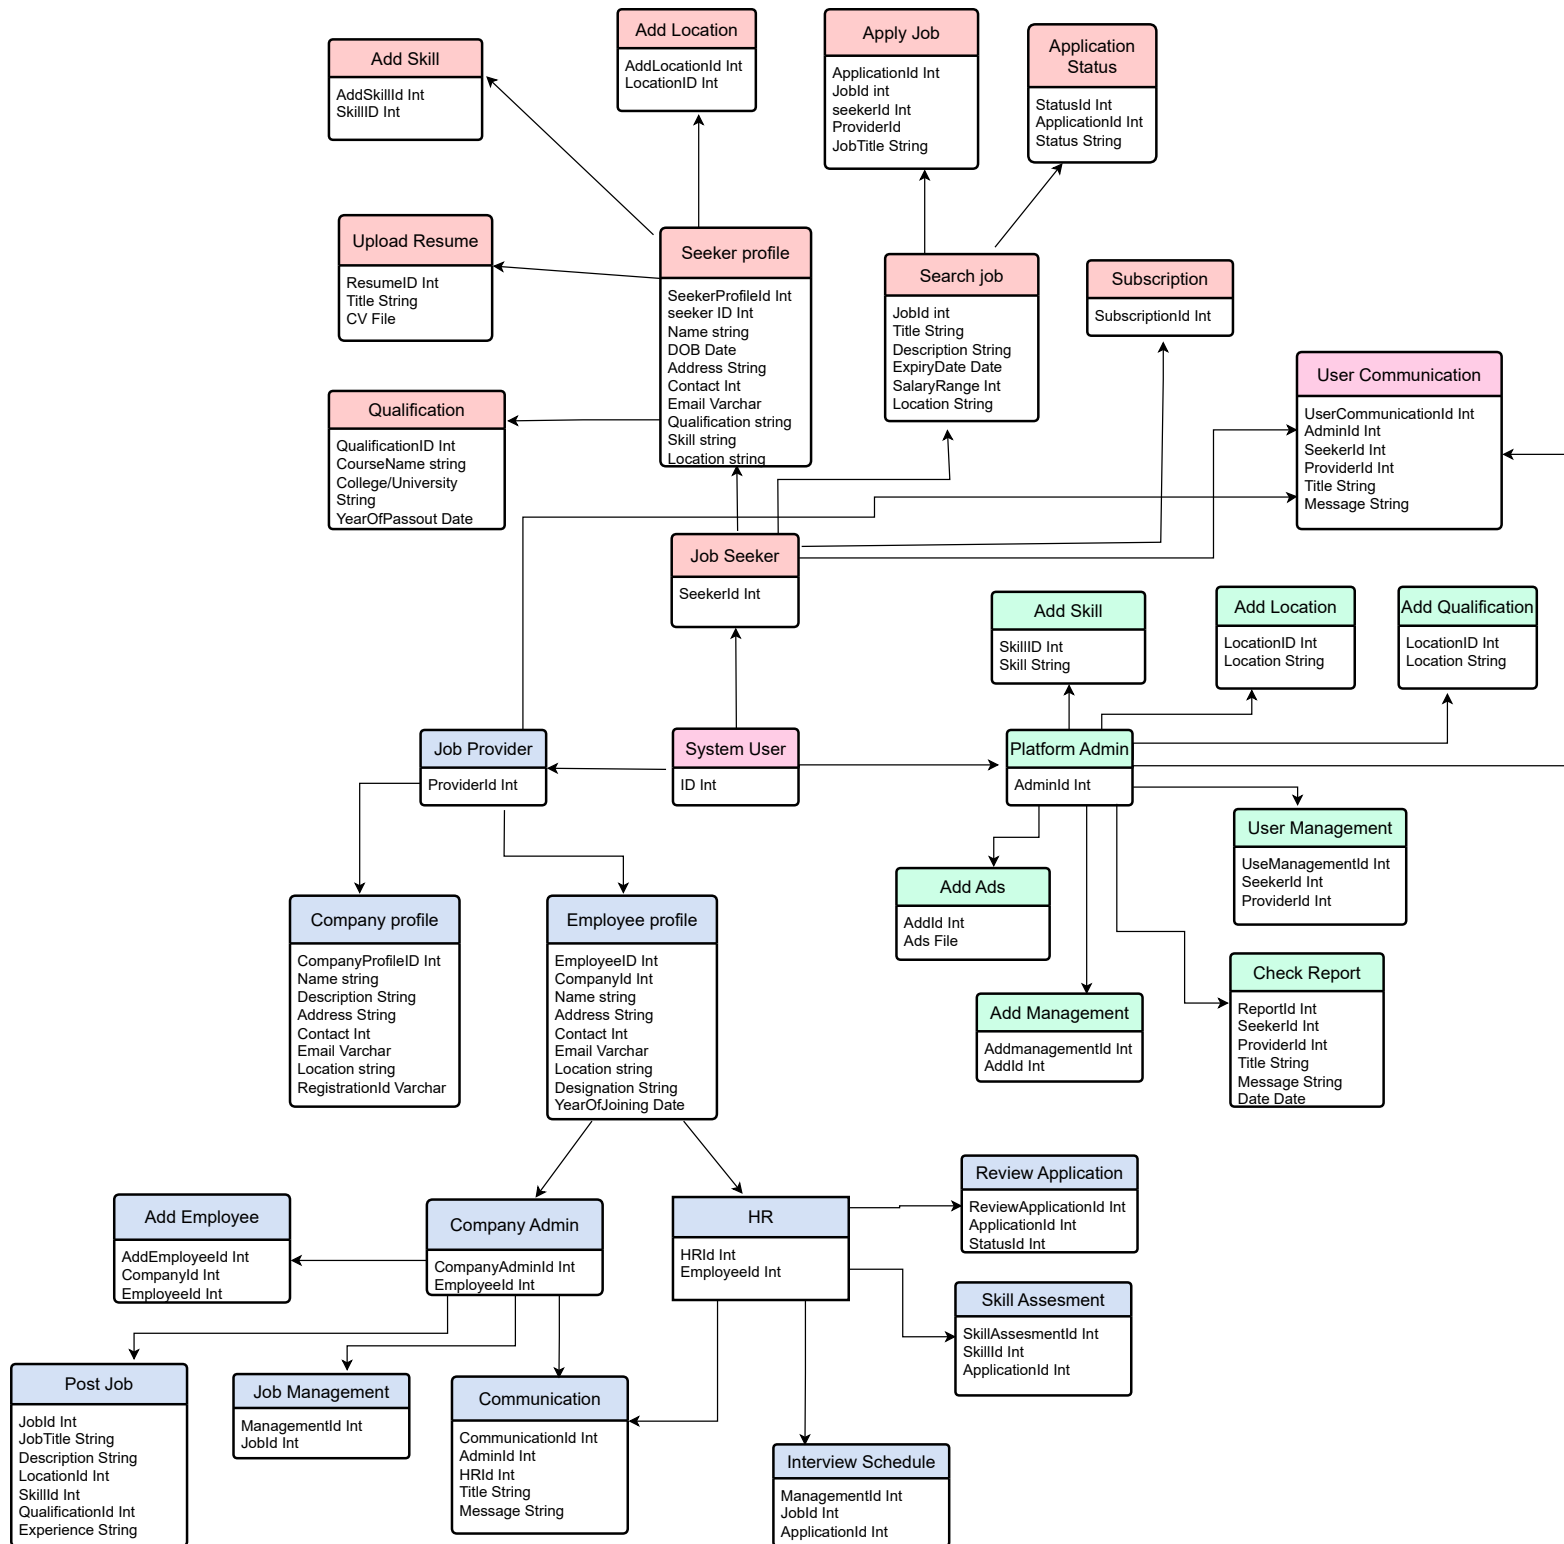 Add Skill
AddSkillId Int
SkillID Int
Add Location
AddLocationId Int
LocationID Int
Apply Job
ApplicationId Int
JobId int
seekerId Int
ProviderId
JobTitle String
Application
Status
StatusId Int
ApplicationId Int
Status String
Upload Resume
ResumeID Int
Title String
CV File
Seeker profile
SeekerProfileId Int
seeker ID Int
Name string
DOB Date
Address String
Contact Int
Email Varchar
Qualification string
Skill string
Location string
Search job
JobId int
Title String
Description String
ExpiryDate Date
SalaryRange Int
Location String
Subscription
SubscriptionId Int
User Communication
UserCommunicationId Int
AdminId Int
SeekerId Int
ProviderId Int
Title String
Message String
Qualification
QualificationID Int
CourseName string
College/University
String
YearOfPassout Date
Job Seeker
SeekerId Int
Add Skill
SkillID Int
Skill String
Add Location
LocationID Int
Location String
Add Qualification
LocationID Int
Location String
Job Provider
ProviderId Int
System User
ID Int
Platform Admin
AdminId Int
User Management
UseManagementId Int
SeekerId Int
ProviderId Int
Add Ads
AddId Int
Ads File
Company profile
CompanyProfileID Int
Name string
Description String
Address String
Contact Int
Email Varchar
Location string
RegistrationId Varchar
Employee profile
EmployeeID Int
CompanyId Int
Name string
Address String
Contact Int
Email Varchar
Location string
Designation String
YearOfJoining Date
Add Management
AddmanagementId Int
AddId Int
Check Report
ReportId Int
SeekerId Int
ProviderId Int
Title String
Message String
Date Date
Add Employee
AddEmployeeId Int
CompanyId Int
EmployeeId Int
Company Admin
CompanyAdminId Int
EmployeeId Int
HR
HRId Int
EmployeeId Int
Review Application
ReviewApplicationId Int
ApplicationId Int
StatusId Int
Skill Assesment
SkillAssesmentId Int
SkillId Int
ApplicationId Int
Post Job
JobId Int
JobTitle String
Description String
LocationId Int
SkillId Int
QualificationId Int
Experience String
Job Management
ManagementId Int
JobId Int
Communication
CommunicationId Int
AdminId Int
HRId Int
Title String
Message String
Interview Schedule
ManagementId Int
JobId Int
ApplicationId Int